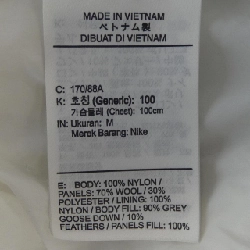 MADE IN VIETNAM
ベトナム製
DIBUAT DI VIETNAM
C: 170/88A
K: 호칭 (Generic): 100
가슴둘레 (Chest): 100cm
IN: Ukuran: M
Merek Barang: Nike
E: BODY: 100% NYLON /
PANELS: 70% WOOL / 30%
POLYESTER / LINING: 100%
NYLON / BODY FILL: 90% GREY
GOOSE DOWN / 10%
FEATHERS / PANELS FILL: 100%